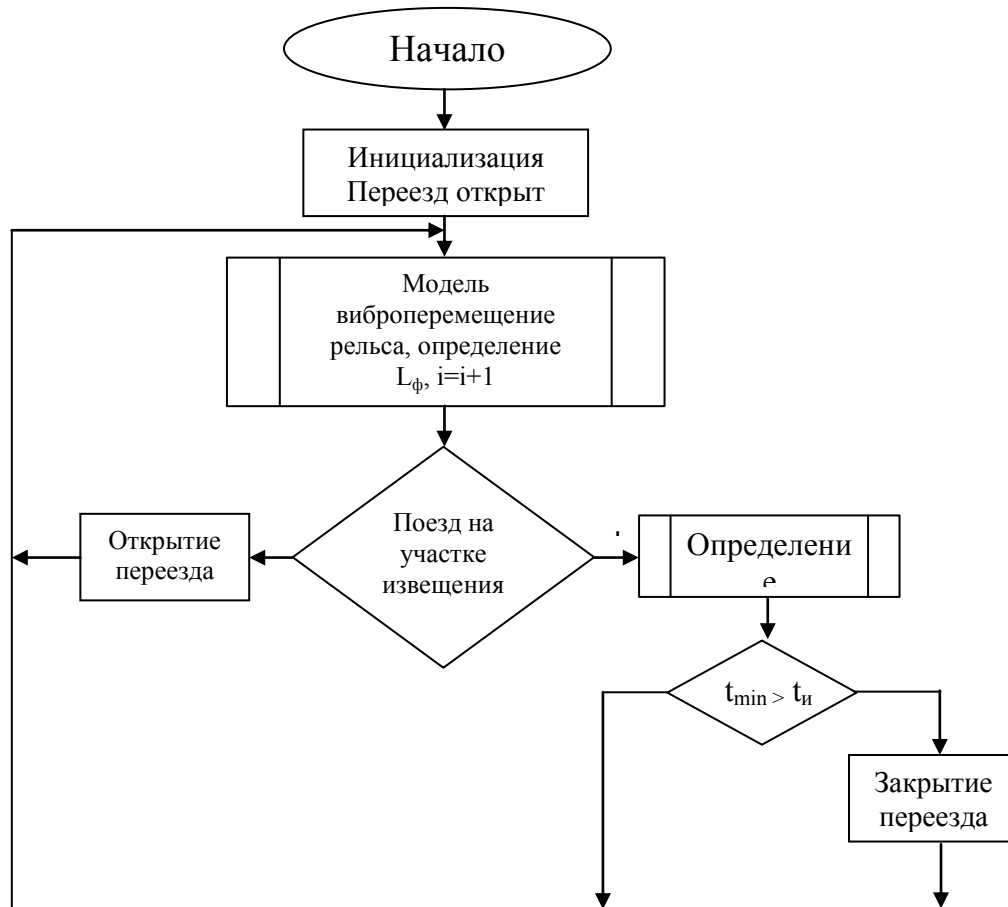 Начало
Инициализация
Переезд открыт
Модель
виброперемещение
рельса, определение
Lф, i=i+1
Поезд на
участке
извещения
Открытие
переезда
Определени
е
tmin > tи
Закрытие
переезда